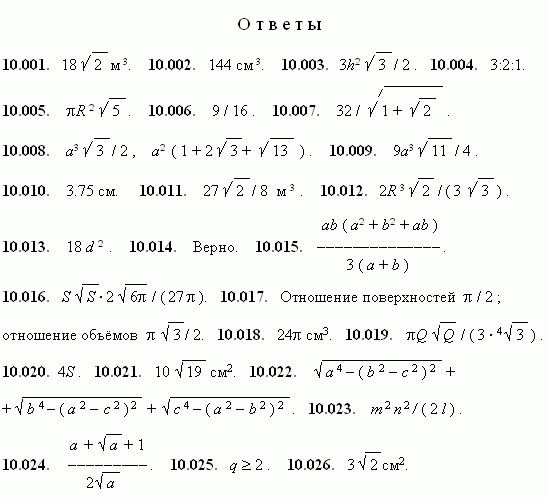 Ответы
10.001. 18√2 м³. 10.002. 144 см³. 10.003. 3h²√3 / 2 . 10.004. 3:2:1.
10.005. πR²√5 . 10.006. 9 / 16 . 10.007. 32 / √(1 + √2) .
10.008. a³√3 / 2 , a² ( 1 + 2√3 + √13 ) . 10.009. 9a³√11 / 4 .
10.010. 3.75 см. 10.011. 27√2 / 8 м³ . 10.012. 2R³√2 / ( 3 √3 ) .
ab ( a² + b² + ab )
10.013. 18d² . 10.014. Верно. 10.015. –––––––––––––– .
3 ( a + b )
10.016. S√S · 2√(6π) / ( 27π ). 10.017. Отношение поверхностей π / 2 ;
отношение объёмов π √3 / 2. 10.018. 24π см³. 10.019. πQ√Q / ( 3 · ⁴√3 ) .
10.020. 4S . 10.021. 10 √19 см². 10.022. √(a⁴ – ( b² – c² )²) +
+ √(b⁴ – ( a² – c² )²) + √(c⁴ – ( a² – b² )²) . 10.023. m²n² / ( 2l ) .
a + √a + 1
10.024. ––––––––– . 10.025. q ≥ 2 . 10.026. 3√2 см².
2√a